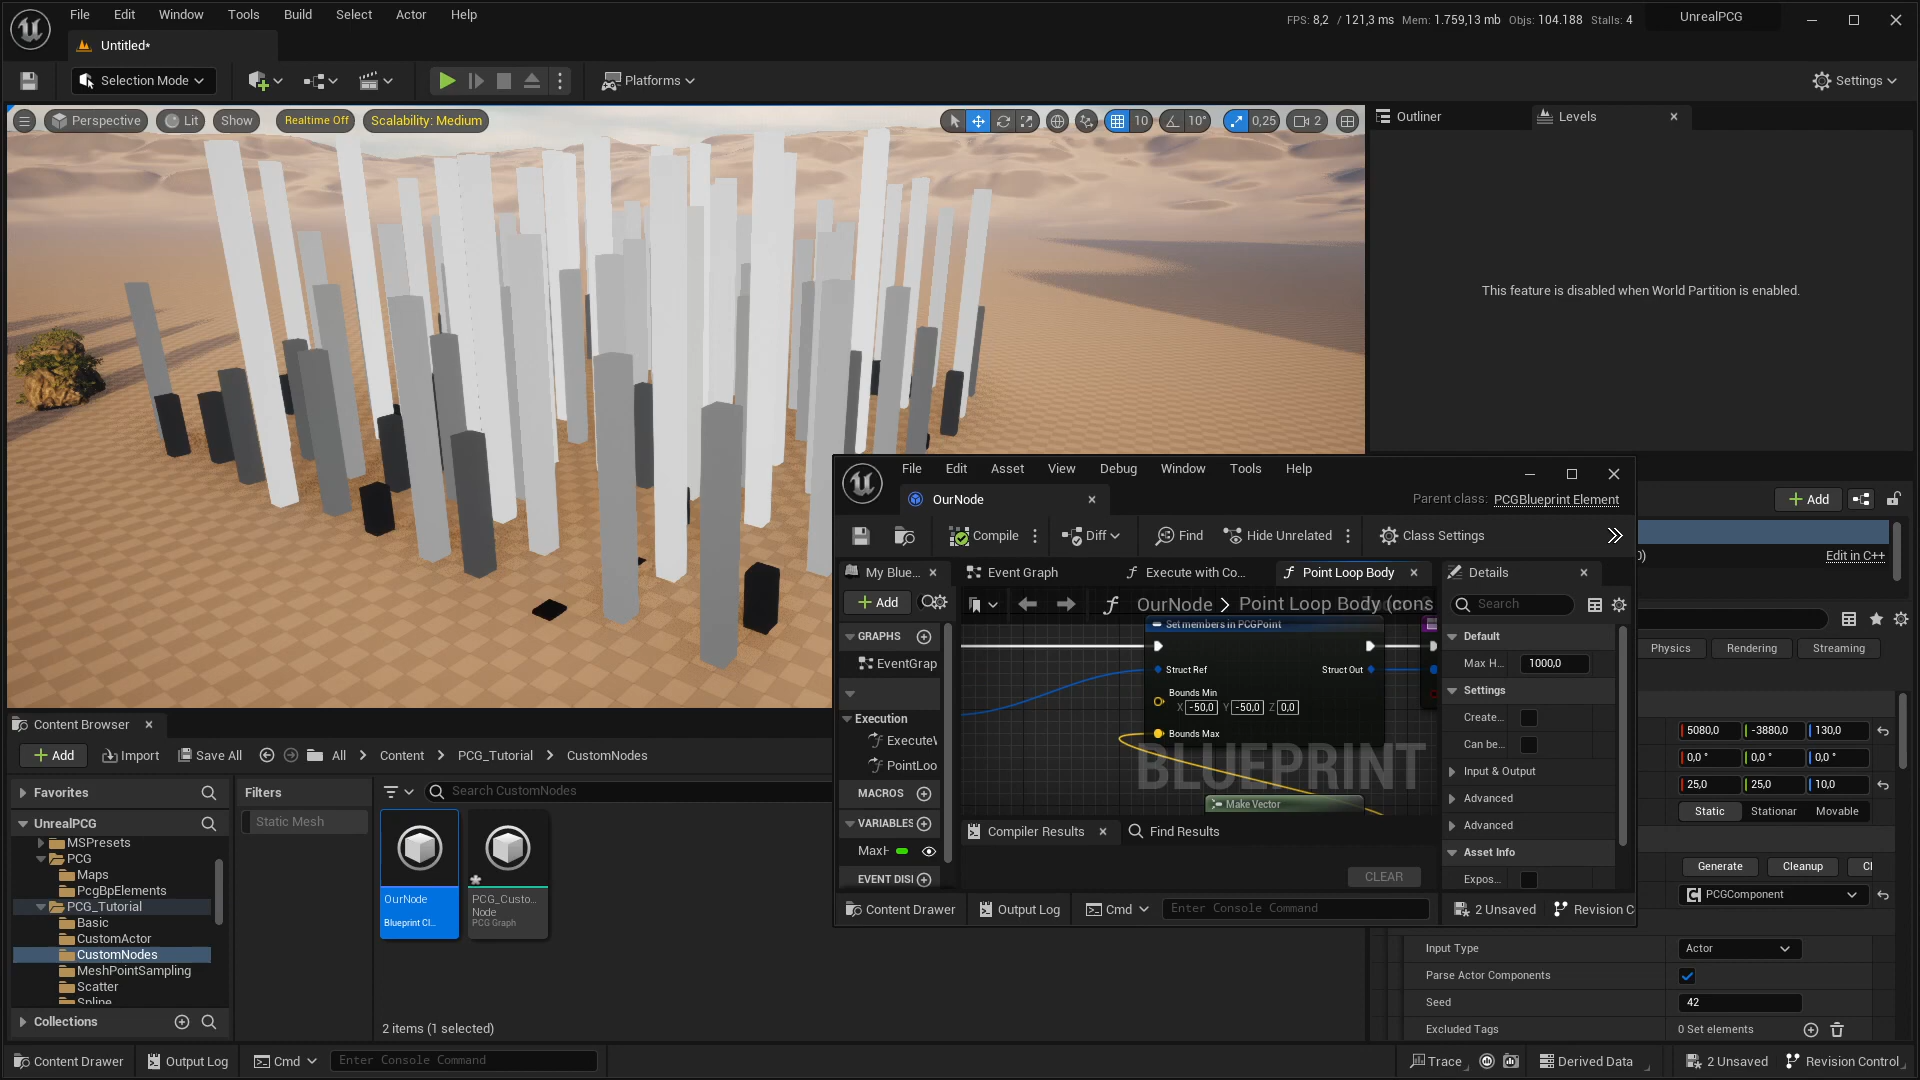 File Edit Window Tools Build Select Actor Help
FPS: 8,2 / 121,3 ms Mem: 1.759,13 mb Objs: 104.188 Stalls: 4
UnrealPCG
Untitled*
Selection Mode
Platforms
Settings
Perspective
Lit
Show
Realtime Off
Scalability: Medium
10
10°
0,25
2
Outliner
Levels
This feature is disabled when World Partition is enabled.
File Edit Asset View Debug Window Tools Help
OurNode
Parent class: PCGBlueprint Element
Compile
Diff
Find
Hide Unrelated
Class Settings
My Blue...
Event Graph
Execute with Co...
Point Loop Body
Details
Add
OurNode > Point Loop Body (cons
Search
GRAPHS
EventGrap
Execution
Execute
PointLoo
MACROS
VARIABLES
MaxH
EVENT DISI
Set members in PCGPoint
Struct Ref
Struct Out
Bounds Min
X -50,0 Y -50,0 Z 0,0
Bounds Max
BLUEPRINT
Make Vector
Compiler Results
Find Results
CLEAR
Default
Max H... 1000,0
Settings
Create...
Can be...
Input & Output
Advanced
Advanced
Asset Info
Expos...
Content Drawer
Output Log
Cmd
Enter Console Command
2 Unsaved
Revision C
Add
Edit in C++
Physics
Rendering
Streaming
5080,0 -3880,0 130,0
0,0 ° 0,0 ° 0,0 °
25,0 25,0 10,0
Static Stationar Movable
Generate Cleanup Cl
PCGComponent
Input Type Actor
Parse Actor Components
Seed 42
Excluded Tags 0 Set elements
Content Browser
Add
Import
Save All
All > Content > PCG_Tutorial > CustomNodes
Favorites
UnrealPCG
MSPresets
PCG
Maps
PcgBpElements
PCG_Tutorial
Basic
CustomActor
CustomNodes
MeshPointSampling
Scatter
Spline
Collections
Filters
Static Mesh
Search CustomNodes
OurNode
Blueprint Cl...
PCG_Custo...
Node
PCG Graph
2 items (1 selected)
Content Drawer
Output Log
Cmd
Enter Console Command
Trace
Derived Data
2 Unsaved
Revision Control